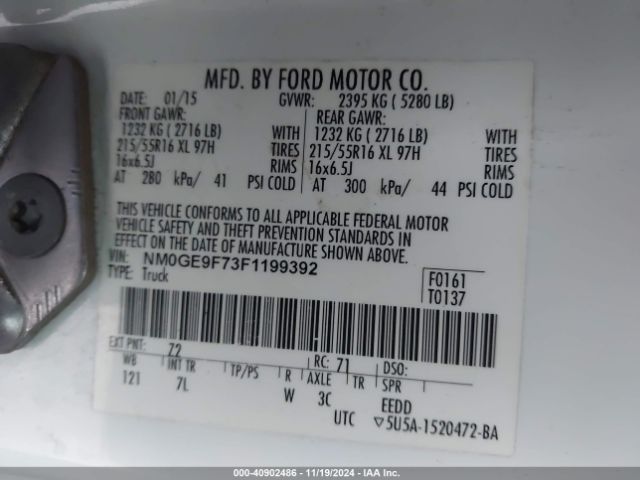 MFD. BY FORD MOTOR CO.
DATE: 01/15 GVWR: 2395 KG ( 5280 LB)
FRONT GAWR: REAR GAWR:
1232 KG ( 2716 LB) WITH 1232 KG ( 2716 LB) WITH
215/55R16 XL 97H TIRES 215/55R16 XL 97H TIRES
16x6.5J RIMS 16x6.5J RIMS
AT 280 kPa/ 41 PSI COLD AT 300 kPa/ 44 PSI COLD
THIS VEHICLE CONFORMS TO ALL APPLICABLE FEDERAL MOTOR
VEHICLE SAFETY AND THEFT PREVENTION STANDARDS IN
EFFECT ON THE DATE OF MANUFACTURE SHOWN ABOVE.
VIN: NM0GE9F73F1199392 F0161
TYPE: Truck T0137
EXT PNT: Z2 RC: 71 DSO:
WB INT TR TP/PS R AXLE TR SPR
121 7L W 3C EEDD
UTC ▽5U5A-1520472-BA
000-40902486 - 11/19/2024 - IAA Inc.